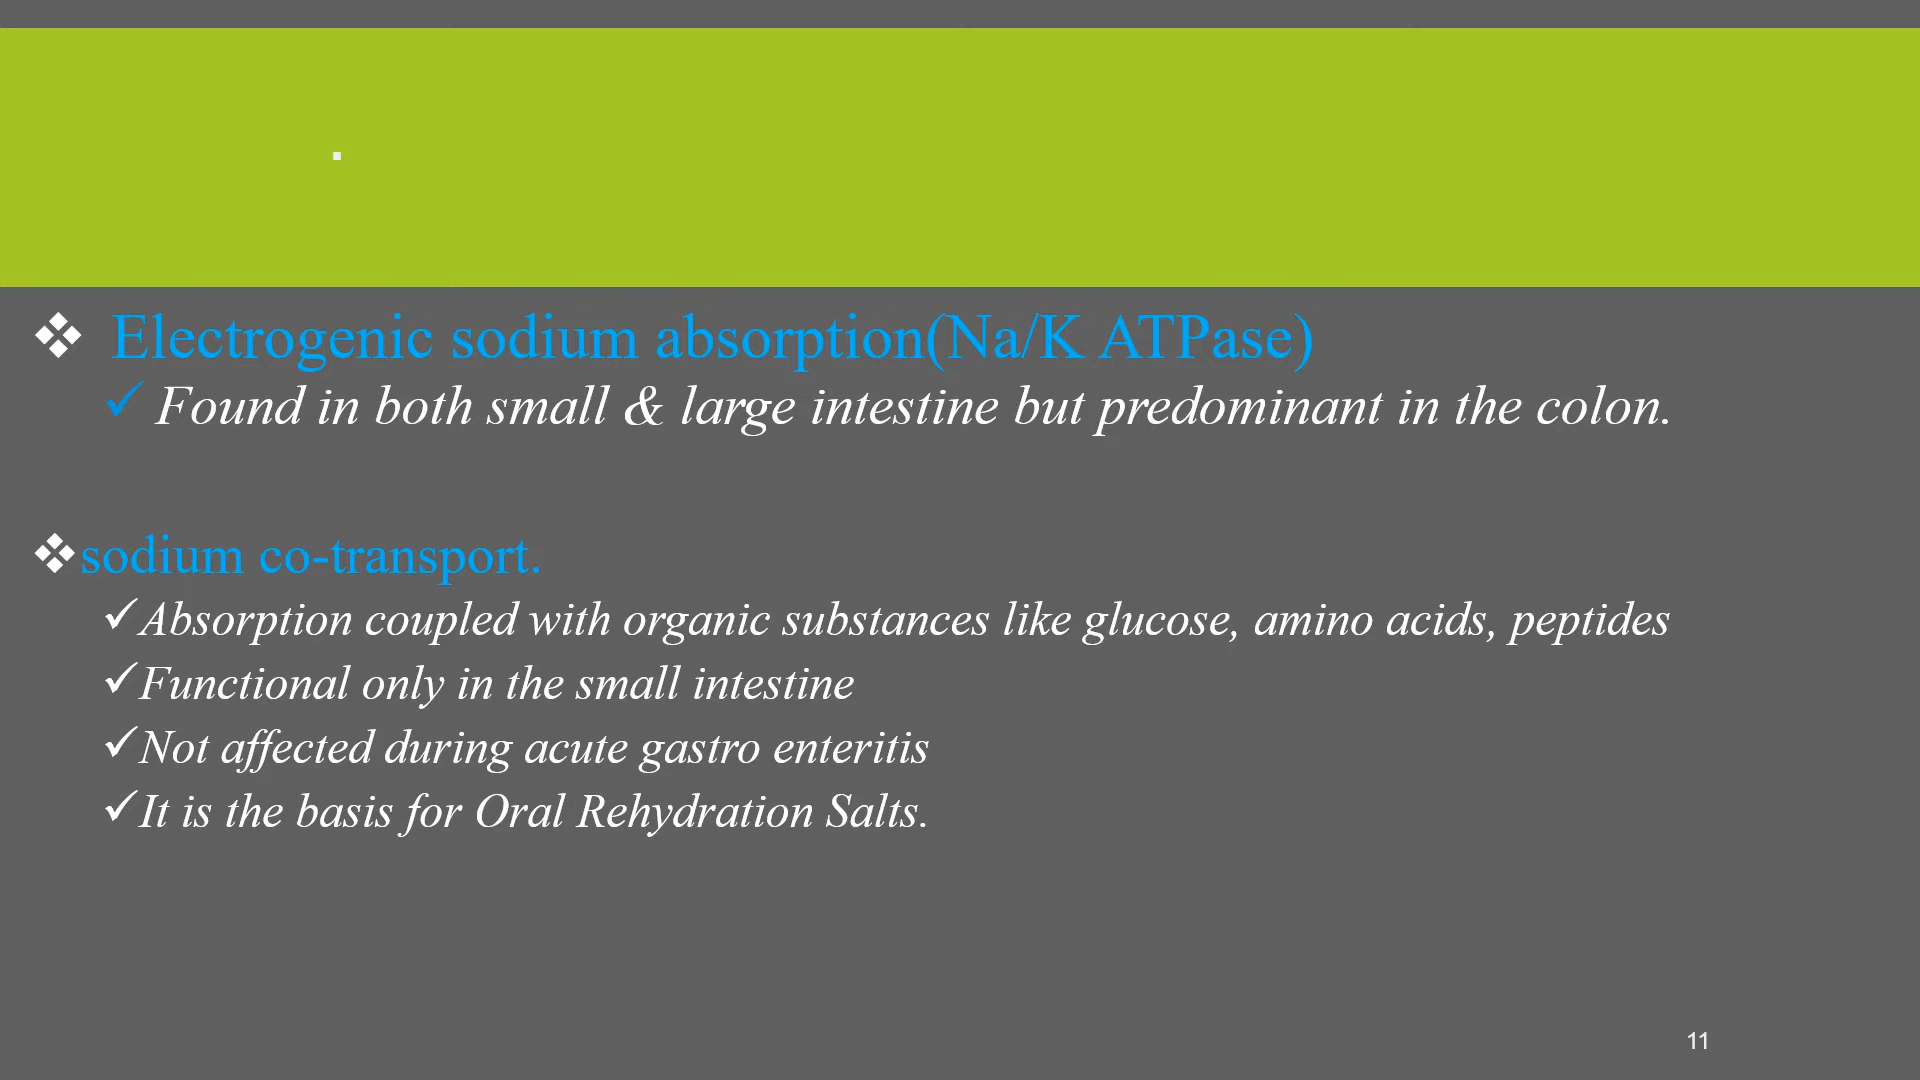 .
❖ Electrogenic sodium absorption(Na/K ATPase)
✓ Found in both small & large intestine but predominant in the colon.
❖sodium co-transport.
✓Absorption coupled with organic substances like glucose, amino acids, peptides
✓Functional only in the small intestine
✓Not affected during acute gastro enteritis
✓It is the basis for Oral Rehydration Salts.
11